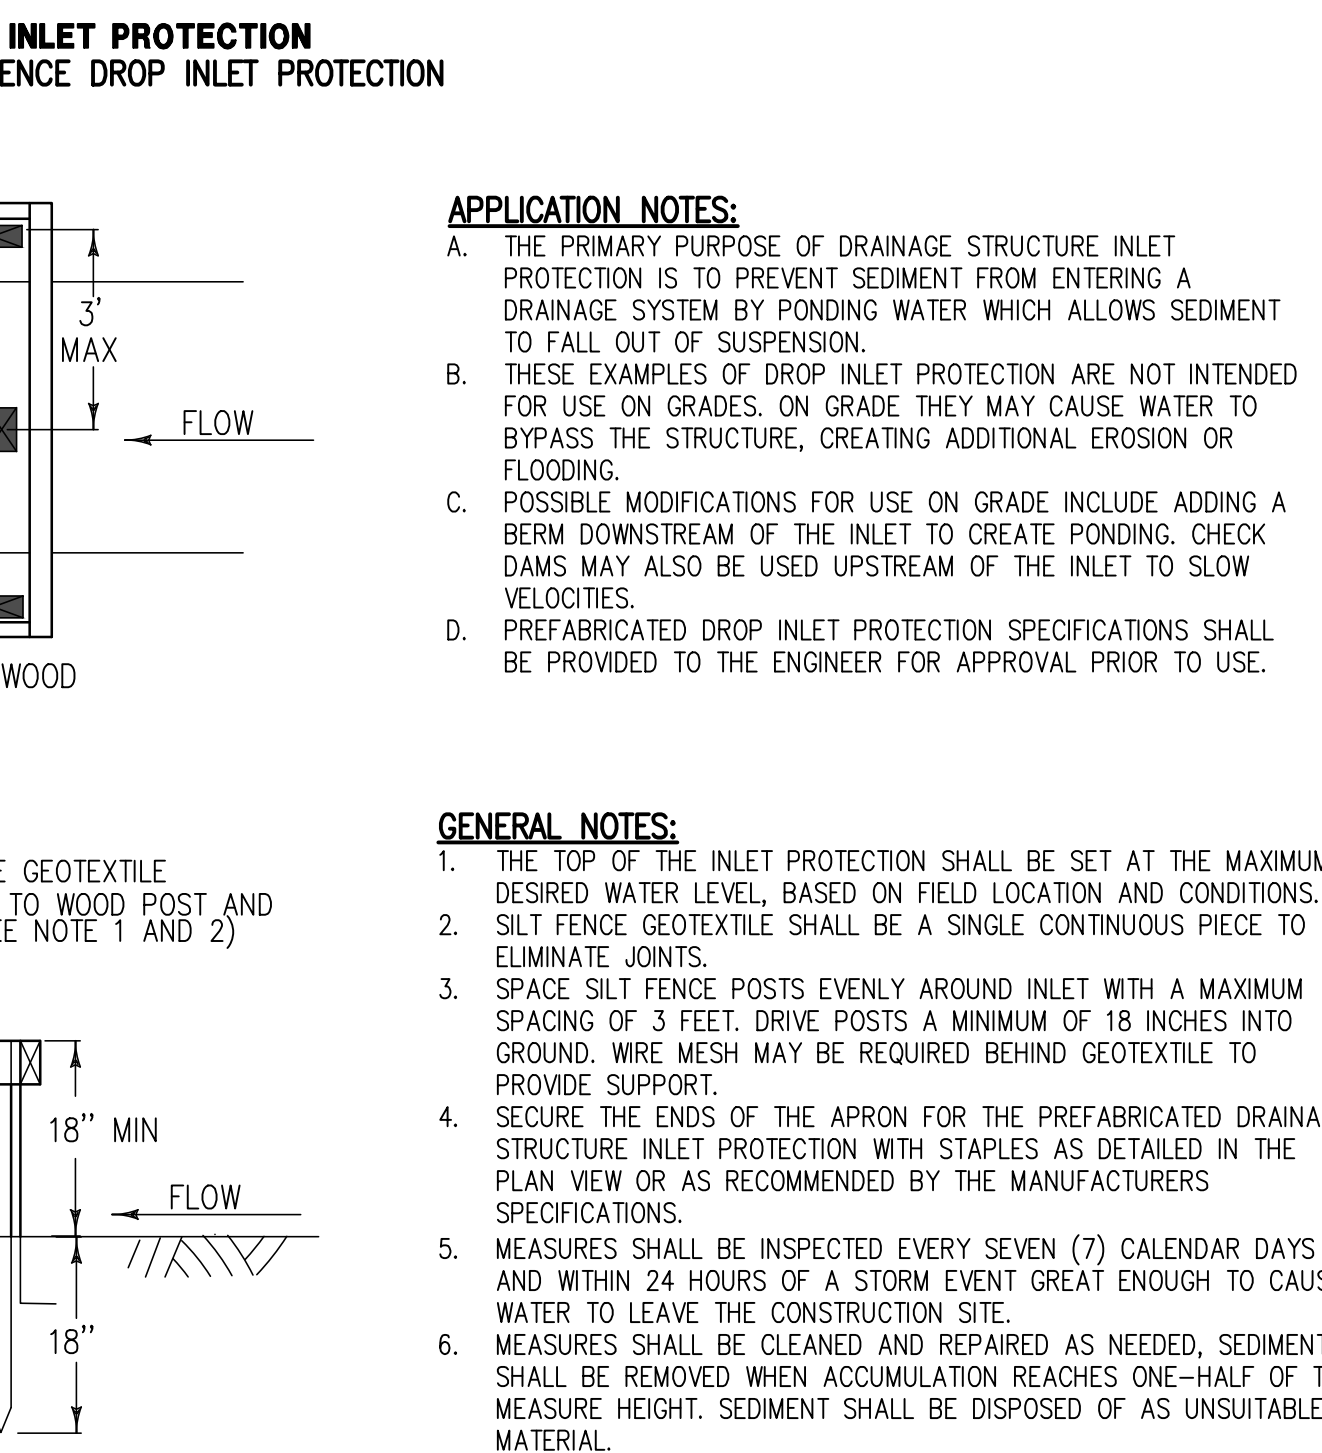 INLET PROTECTION
ENCE DROP INLET PROTECTION
3'
MAX
FLOW
WOOD
APPLICATION NOTES:
A. THE PRIMARY PURPOSE OF DRAINAGE STRUCTURE INLET
PROTECTION IS TO PREVENT SEDIMENT FROM ENTERING A
DRAINAGE SYSTEM BY PONDING WATER WHICH ALLOWS SEDIMENT
TO FALL OUT OF SUSPENSION.
B. THESE EXAMPLES OF DROP INLET PROTECTION ARE NOT INTENDED
FOR USE ON GRADES. ON GRADE THEY MAY CAUSE WATER TO
BYPASS THE STRUCTURE, CREATING ADDITIONAL EROSION OR
FLOODING.
C. POSSIBLE MODIFICATIONS FOR USE ON GRADE INCLUDE ADDING A
BERM DOWNSTREAM OF THE INLET TO CREATE PONDING. CHECK
DAMS MAY ALSO BE USED UPSTREAM OF THE INLET TO SLOW
VELOCITIES.
D. PREFABRICATED DROP INLET PROTECTION SPECIFICATIONS SHALL
BE PROVIDED TO THE ENGINEER FOR APPROVAL PRIOR TO USE.
E GEOTEXTILE
TO WOOD POST AND
EE NOTE 1 AND 2)
18" MIN
FLOW
18"
GENERAL NOTES:
1. THE TOP OF THE INLET PROTECTION SHALL BE SET AT THE MAXIMUM
DESIRED WATER LEVEL, BASED ON FIELD LOCATION AND CONDITIONS.
2. SILT FENCE GEOTEXTILE SHALL BE A SINGLE CONTINUOUS PIECE TO
ELIMINATE JOINTS.
3. SPACE SILT FENCE POSTS EVENLY AROUND INLET WITH A MAXIMUM
SPACING OF 3 FEET. DRIVE POSTS A MINIMUM OF 18 INCHES INTO
GROUND. WIRE MESH MAY BE REQUIRED BEHIND GEOTEXTILE TO
PROVIDE SUPPORT.
4. SECURE THE ENDS OF THE APRON FOR THE PREFABRICATED DRAINA
STRUCTURE INLET PROTECTION WITH STAPLES AS DETAILED IN THE
PLAN VIEW OR AS RECOMMENDED BY THE MANUFACTURERS
SPECIFICATIONS.
5. MEASURES SHALL BE INSPECTED EVERY SEVEN (7) CALENDAR DAYS
AND WITHIN 24 HOURS OF A STORM EVENT GREAT ENOUGH TO CAUS
WATER TO LEAVE THE CONSTRUCTION SITE.
6. MEASURES SHALL BE CLEANED AND REPAIRED AS NEEDED, SEDIMENT
SHALL BE REMOVED WHEN ACCUMULATION REACHES ONE-HALF OF T
MEASURE HEIGHT. SEDIMENT SHALL BE DISPOSED OF AS UNSUITABLE
MATERIAL.